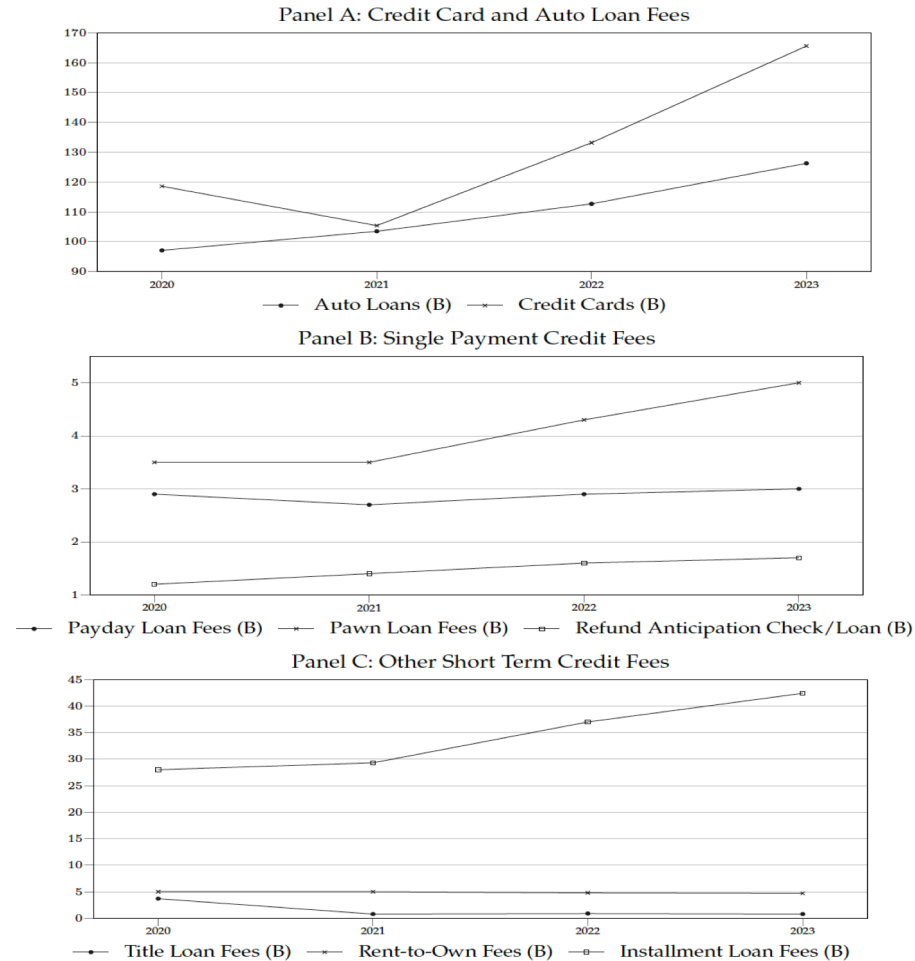 Panel A: Credit Card and Auto Loan Fees
170
160
150
140
130
120
110
100
90
2020 2021 2022 2023
Auto Loans (B) Credit Cards (B)
Panel B: Single Payment Credit Fees
5
4
3
2
1
2020 2021 2022 2023
Payday Loan Fees (B) Pawn Loan Fees (B) Refund Anticipation Check/Loan (B)
Panel C: Other Short Term Credit Fees
45
40
35
30
25
20
15
10
5
0
2020 2021 2022 2023
Title Loan Fees (B) Rent-to-Own Fees (B) Installment Loan Fees (B)